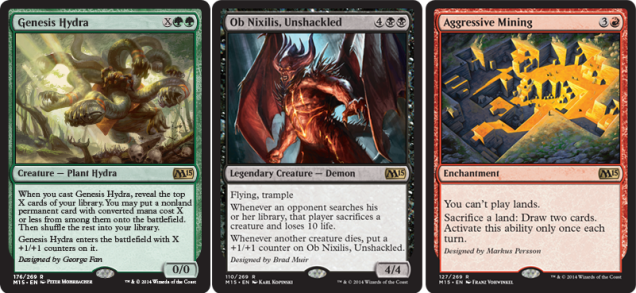 Genesis Hydra XGG
Creature — Plant Hydra M15
When you cast Genesis Hydra, reveal the top
X cards of your library. You may put a nonland
permanent card with converted mana cost X
or less from among them onto the battlefield.
Then shuffle the rest into your library.
Genesis Hydra enters the battlefield with X
+1/+1 counters on it.
Designed by George Fan
0/0
176/269 R
M15 • EN Peter Mohrbacher ™ & © 2014 Wizards of the Coast
Ob Nixilis, Unshackled 4
Legendary Creature — Demon M15
Flying, trample
Whenever an opponent searches his
or her library, that player sacrifices a
creature and loses 10 life.
Whenever another creature dies, put a
+1/+1 counter on Ob Nixilis, Unshackled.
Designed by Brad Muir
4/4
110/269 R
M15 • EN Karl Kopinski ™ & © 2014 Wizards of the Coast
Aggressive Mining 3
Enchantment M15
You can't play lands.
Sacrifice a land: Draw two cards.
Activate this ability only once each
turn.
Designed by Markus Persson
127/269 R
M15 • EN Franz Vohwinkel ™ & © 2014 Wizards of the Coast